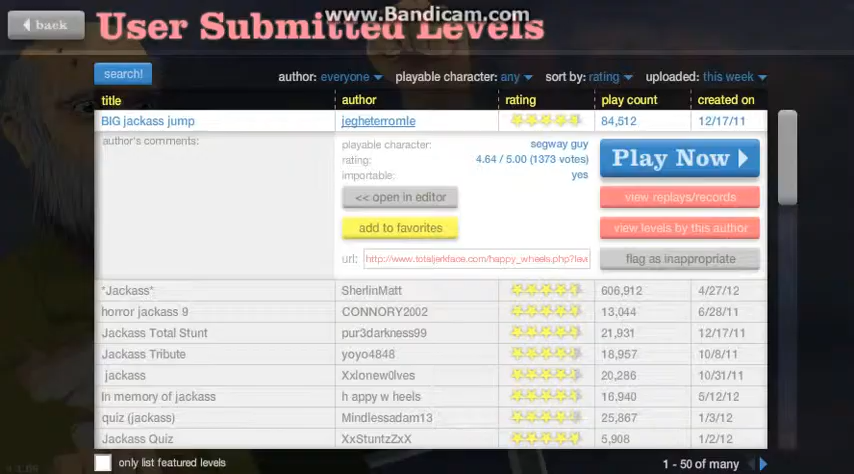 www.Bandicam.com
back
User Submitted Levels
search!
author: everyone playable character: any sort by: rating uploaded: this week
title author rating play count created on
BIG jackass jump jegheterromle 84,512 12/17/11
author's comments:
playable character: segway guy
rating: 4.64 / 5.00 (1373 votes)
importable: yes
Play Now
<< open in editor
view replays/records
add to favorites
view levels by this author
url: http://www.totaljerkface.com/happy_wheels.php?leve
flag as inappropriate
*Jackass* SherlinMatt 606,912 4/27/12
horror jackass 9 CONNORY2002 13,044 6/28/11
Jackass Total Stunt pur3darkness99 21,931 12/17/11
Jackass Tribute yoyo4848 18,957 10/8/11
jackass Xxlonew0lves 20,286 10/31/11
In memory of jackass h appy w heels 16,940 5/12/12
quiz (jackass) Mindlessadam13 25,867 1/3/12
Jackass Quiz XxStuntzZxX 5,908 1/2/12
only list featured levels
1 - 50 of many